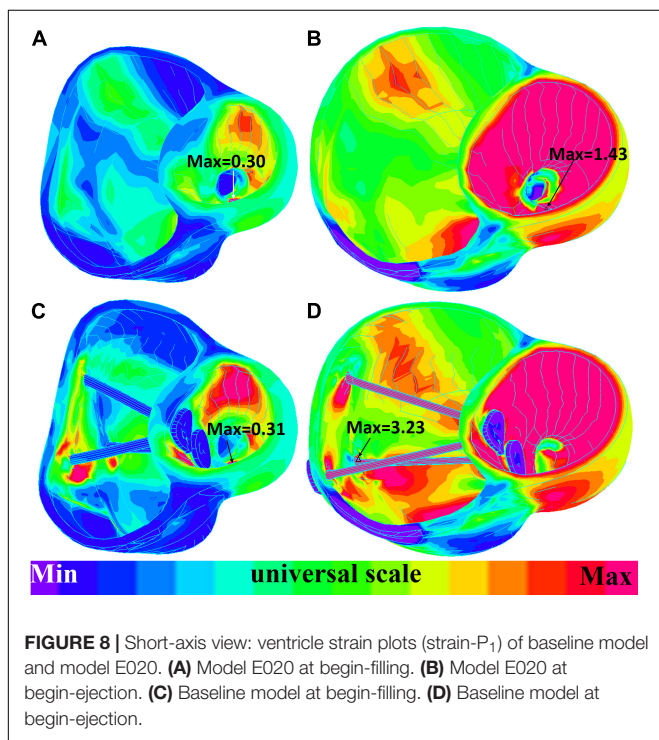 A
B
Max=0.30
Max=1.43
C
D
Max=0.31
Max=3.23
Min universal scale Max
FIGURE 8 | Short-axis view: ventricle strain plots (strain-P₁) of baseline model
and model E020. (A) Model E020 at begin-filling. (B) Model E020 at
begin-ejection. (C) Baseline model at begin-filling. (D) Baseline model at
begin-ejection.